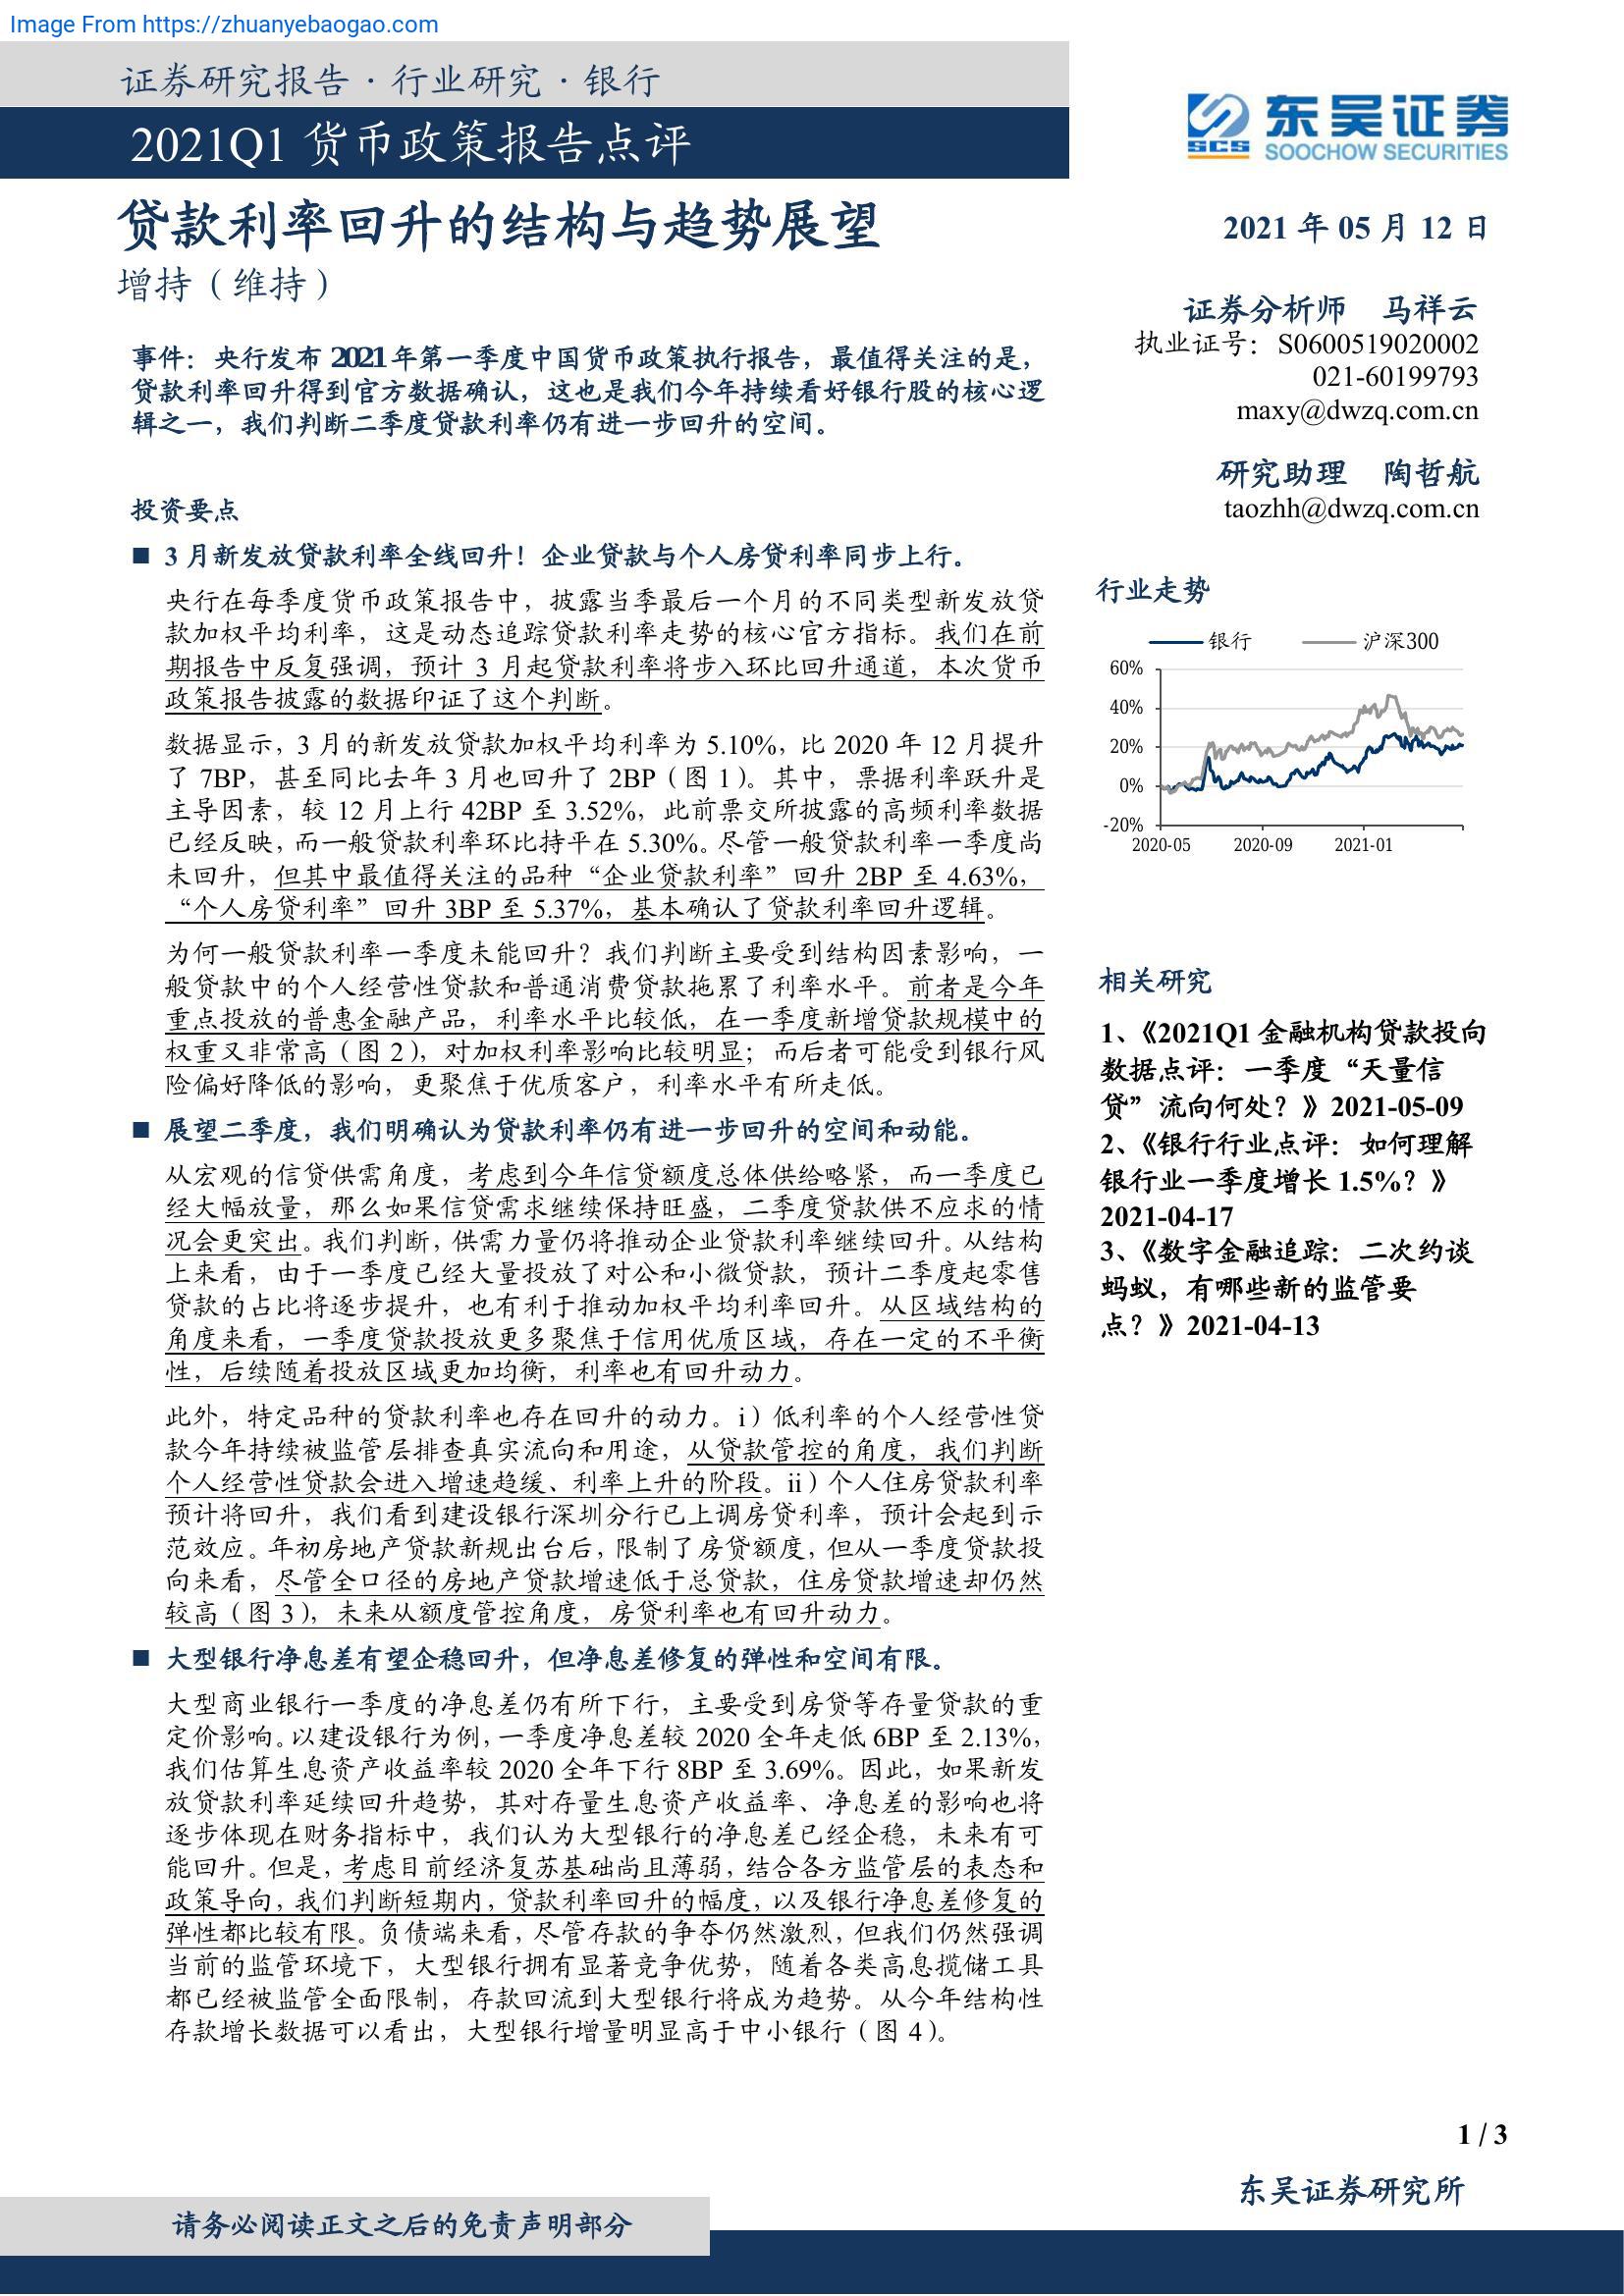 Image From https://zhuanyebaogao.com
证券研究报告 · 行业研究 · 银行
2021Q1 货币政策报告点评
东吴证券
SCS SOOCHOW SECURITIES
贷款利率回升的结构与趋势展望
增持（维持）
事件：央行发布 2021 年第一季度中国货币政策执行报告，最值得关注的是，
贷款利率回升得到官方数据确认，这也是我们今年持续看好银行股的核心逻
辑之一，我们判断二季度贷款利率仍有进一步回升的空间。
投资要点
■ 3 月新发放贷款利率全线回升！企业贷款与个人房贷利率同步上行。
央行在每季度货币政策报告中，披露当季最后一个月的不同类型新发放贷
款加权平均利率，这是动态追踪贷款利率走势的核心官方指标。我们在前
期报告中反复强调，预计 3 月起贷款利率将步入环比回升通道，本次货币
政策报告披露的数据印证了这个判断。
数据显示，3 月的新发放贷款加权平均利率为 5.10%，比 2020 年 12 月提升
了 7BP，甚至同比去年 3 月也回升了 2BP（图 1）。其中，票据利率跃升是
主导因素，较 12 月上行 42BP 至 3.52%，此前票交所披露的高频利率数据
已经反映，而一般贷款利率环比持平在 5.30%。尽管一般贷款利率一季度尚
未回升，但其中最值得关注的品种“企业贷款利率”回升 2BP 至 4.63%，
“个人房贷利率”回升 3BP 至 5.37%，基本确认了贷款利率回升逻辑。
为何一般贷款利率一季度未能回升？我们判断主要受到结构因素影响，一
般贷款中的个人经营性贷款和普通消费贷款拖累了利率水平。前者是今年
重点投放的普惠金融产品，利率水平比较低，在一季度新增贷款规模中的
权重又非常高（图 2），对加权利率影响比较明显；而后者可能受到银行风
险偏好降低的影响，更聚焦于优质客户，利率水平有所走低。
■ 展望二季度，我们明确认为贷款利率仍有进一步回升的空间和动能。
从宏观的信贷供需角度，考虑到今年信贷额度总体供给略紧，而一季度已
经大幅放量，那么如果信贷需求继续保持旺盛，二季度贷款供不应求的情
况会更突出。我们判断，供需力量仍将推动企业贷款利率继续回升。从结构
上来看，由于一季度已经大量投放了对公和小微贷款，预计二季度起零售
贷款的占比将逐步提升，也有利于推动加权平均利率回升。从区域结构的
角度来看，一季度贷款投放更多聚焦于信用优质区域，存在一定的不平衡
性，后续随着投放区域更加均衡，利率也有回升动力。
此外，特定品种的贷款利率也存在回升的动力。i）低利率的个人经营性贷
款今年持续被监管层排查真实流向和用途，从贷款管控的角度，我们判断
个人经营性贷款会进入增速趋缓、利率上升的阶段。ii）个人住房贷款利率
预计将回升，我们看到建设银行深圳分行已上调房贷利率，预计会起到示
范效应。年初房地产贷款新规出台后，限制了房贷额度，但从一季度贷款投
向来看，尽管全口径的房地产贷款增速低于总贷款，住房贷款增速却仍然
较高（图 3），未来从额度管控角度，房贷利率也有回升动力。
■ 大型银行净息差有望企稳回升，但净息差修复的弹性和空间有限。
大型商业银行一季度的净息差仍有所下行，主要受到房贷等存量贷款的重
定价影响。以建设银行为例，一季度净息差较 2020 全年走低 6BP 至 2.13%，
我们估算生息资产收益率较 2020 全年下行 8BP 至 3.69%。因此，如果新发
放贷款利率延续回升趋势，其对存量生息资产收益率、净息差的影响也将
逐步体现在财务指标中，我们认为大型银行的净息差已经企稳，未来有可
能回升。但是，考虑目前经济复苏基础尚且薄弱，结合各方监管层的表态和
政策导向，我们判断短期内，贷款利率回升的幅度，以及银行净息差修复的
弹性都比较有限。负债端来看，尽管存款的争夺仍然激烈，但我们仍然强调
当前的监管环境下，大型银行拥有显著竞争优势，随着各类高息揽储工具
都已经被监管全面限制，存款回流到大型银行将成为趋势。从今年结构性
存款增长数据可以看出，大型银行增量明显高于中小银行（图 4）。
2021 年 05 月 12 日
证券分析师 马祥云
执业证号：S0600519020002
021-60199793
maxy@dwzq.com.cn
研究助理 陶哲航
taozhh@dwzq.com.cn
行业走势
银行 沪深300
60%
40%
20%
0%
-20%
2020-05 2020-09 2021-01
相关研究
1、《2021Q1 金融机构贷款投向
数据点评：一季度“天量信
贷”流向何处？》2021-05-09
2、《银行行业点评：如何理解
银行业一季度增长 1.5%？》
2021-04-17
3、《数字金融追踪：二次约谈
蚂蚁，有哪些新的监管要
点？》2021-04-13
1 / 3
东吴证券研究所
请务必阅读正文之后的免责声明部分